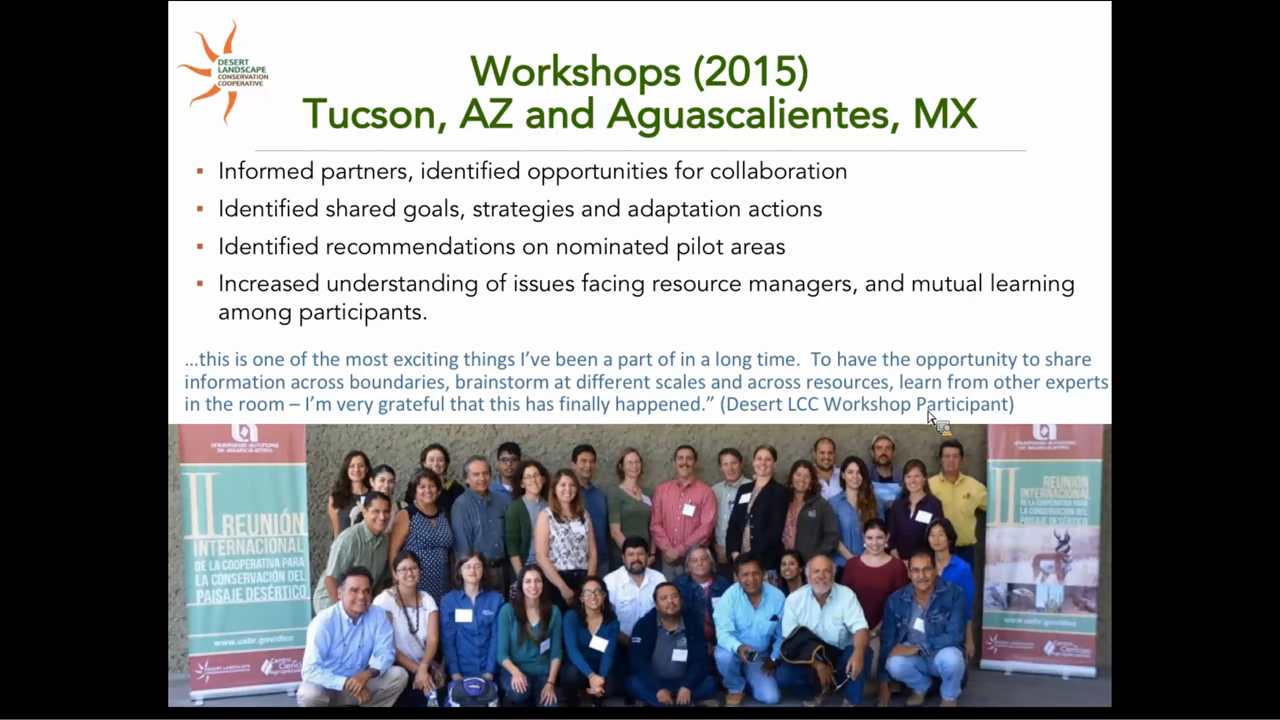 DESERT
LANDSCAPE
CONSERVATION
COOPERATIVE
Workshops (2015)
Tucson, AZ and Aguascalientes, MX
▪ Informed partners, identified opportunities for collaboration
▪ Identified shared goals, strategies and adaptation actions
▪ Identified recommendations on nominated pilot areas
▪ Increased understanding of issues facing resource managers, and mutual learning
among participants.
…this is one of the most exciting things I’ve been a part of in a long time.  To have the opportunity to share
information across boundaries, brainstorm at different scales and across resources, learn from other experts
in the room – I’m very grateful that this has finally happened.” (Desert LCC Workshop Participant)
II REUNIÓN
INTERNACIONAL
DE LA COOPERATIVA PARA
LA CONSERVACIÓN DEL
PAISAJE DESÉRTICO
www.usbr.gov/dlcc
DESERT LANDSCAPE
Centro
Ciencias
Agropecuarias
II REUNIÓN
INTERNACIONAL
DE LA COOPERATIVA PARA
LA CONSERVACIÓN DEL
PAISAJE DESÉRTICO
www.usbr.gov/dlcc